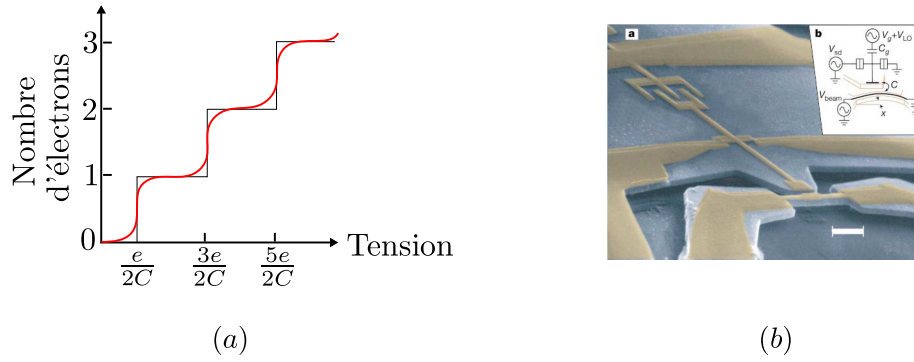 Nombre
d'électrons
3
2
1
0
Tension
e/2C
3e/2C
5e/2C
a
b
V_g+V_LO
C_g
V_sd
C
V_beam
x
(a)
(b)